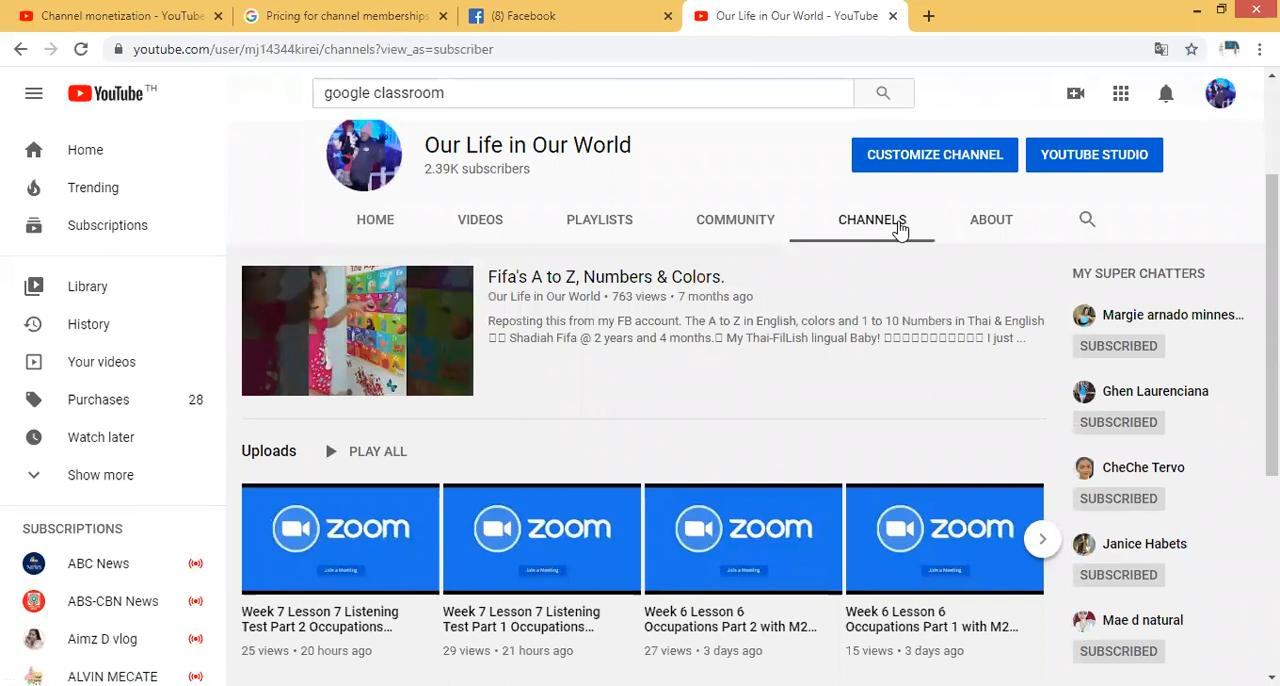 Channel monetization - YouTube
Pricing for channel memberships
(8) Facebook
Our Life in Our World - YouTube
youtube.com/user/mj14344kirei/channels?view_as=subscriber
YouTube TH
google classroom
Home
Trending
Subscriptions
Library
History
Your videos
Purchases 28
Watch later
Show more
SUBSCRIPTIONS
ABC News
ABS-CBN News
Aimz D vlog
ALVIN MECATE
Our Life in Our World
2.39K subscribers
CUSTOMIZE CHANNEL
YOUTUBE STUDIO
HOME VIDEOS PLAYLISTS COMMUNITY CHANNELS ABOUT
Fifa's A to Z, Numbers & Colors.
Our Life in Our World • 763 views • 7 months ago
Reposting this from my FB account. The A to Z in English, colors and 1 to 10 Numbers in Thai & English
Shadiah Fifa @ 2 years and 4 months. My Thai-FilLish lingual Baby! I just ...
Uploads PLAY ALL
zoom
Join a Meeting
zoom
Join a Meeting
zoom
Join a Meeting
zoom
Join a Meeting
Week 7 Lesson 7 Listening
Test Part 2 Occupations...
25 views • 20 hours ago
Week 7 Lesson 7 Listening
Test Part 1 Occupations...
29 views • 21 hours ago
Week 6 Lesson 6
Occupations Part 2 with M2...
27 views • 3 days ago
Week 6 Lesson 6
Occupations Part 1 with M2...
15 views • 3 days ago
MY SUPER CHATTERS
Margie arnado minnes...
SUBSCRIBED
Ghen Laurenciana
SUBSCRIBED
CheChe Tervo
SUBSCRIBED
Janice Habets
SUBSCRIBED
Mae d natural
SUBSCRIBED